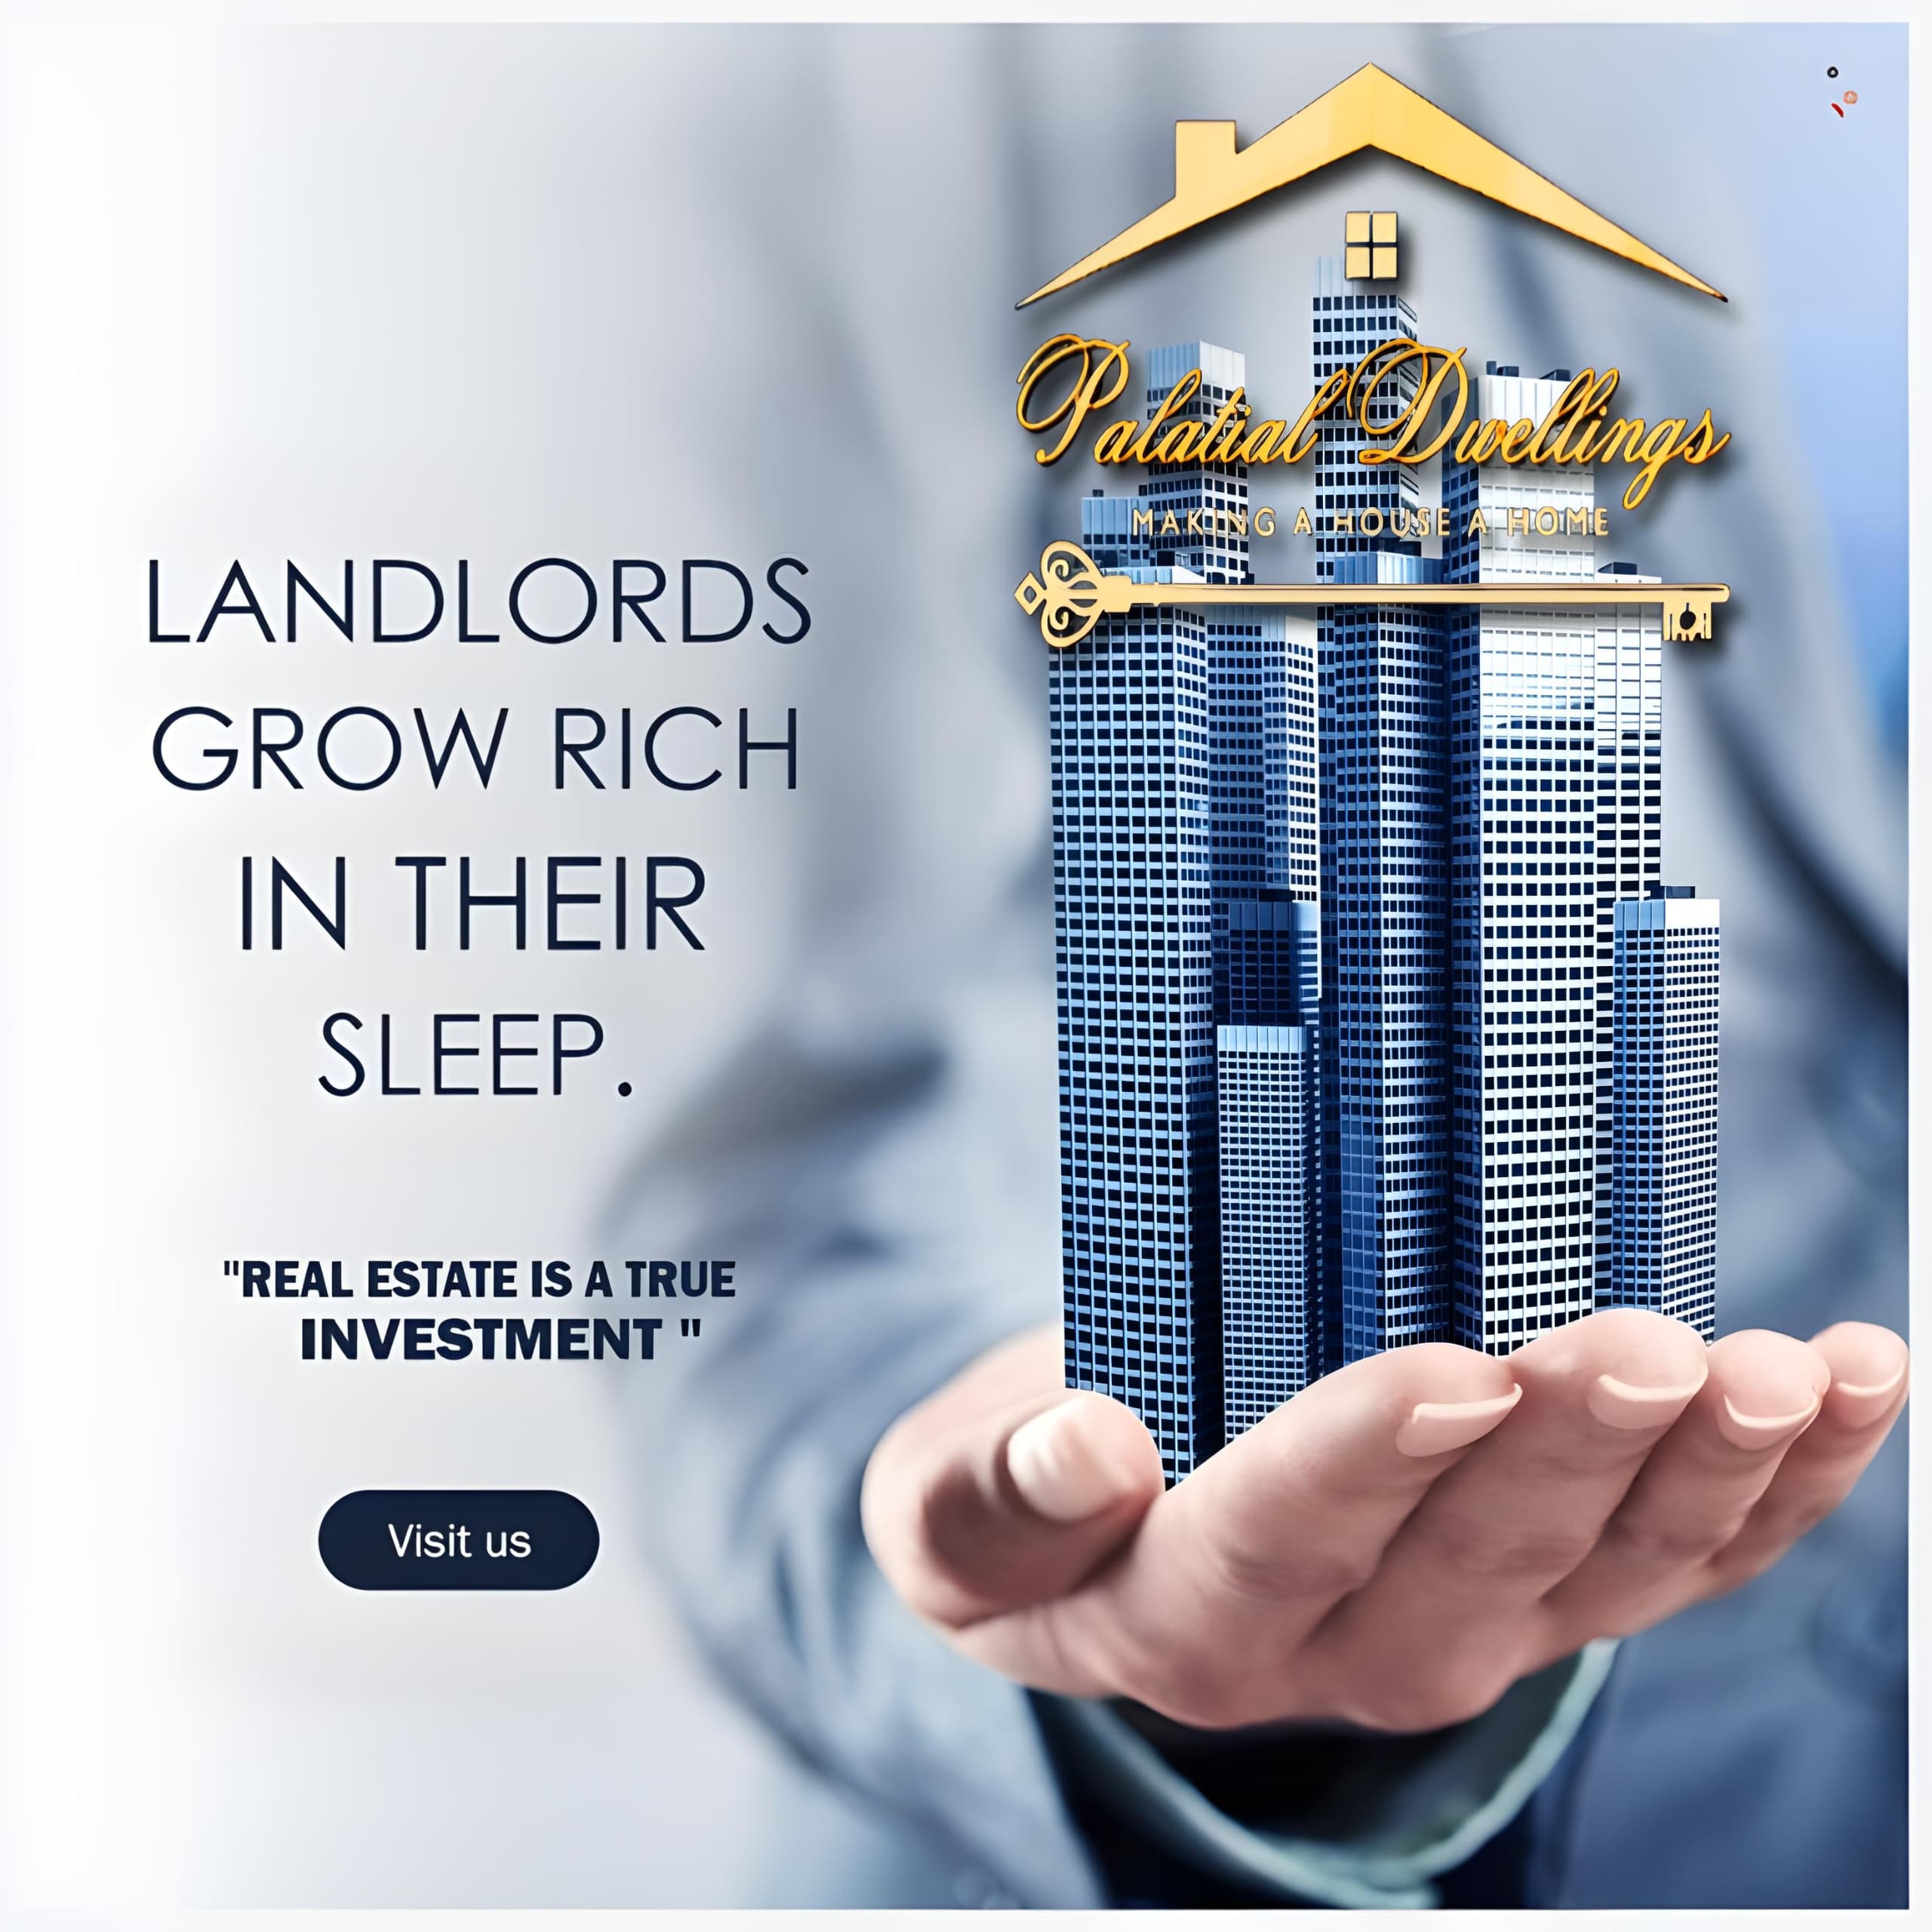 LANDLORDS
GROW RICH
IN THEIR
SLEEP.
"REAL ESTATE IS A TRUE
INVESTMENT "
Visit us
Palatial Dwellings
MAKING A HOUSE A HOME